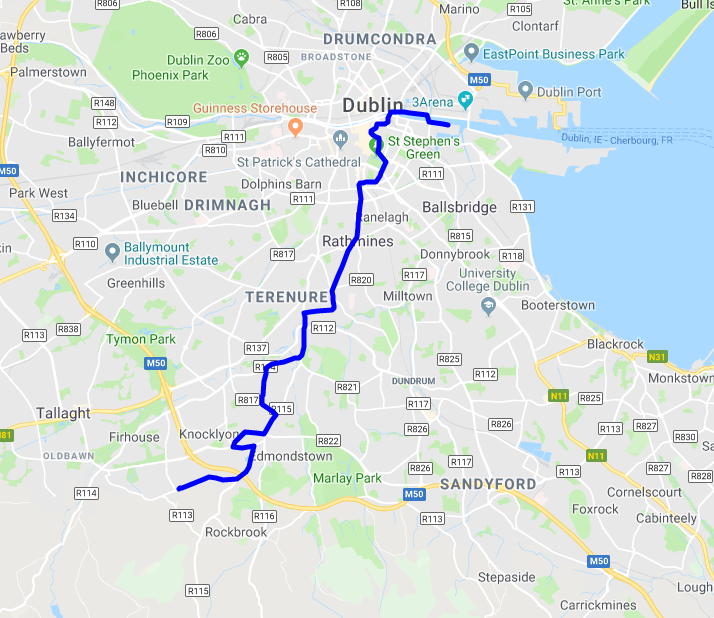 R806
R108
Marino
R105
St. Anne's Park
Bull Is
Cabra
Clontarf
awberry
Beds
R806
DRUMCONDRA
Palmerstown
Dublin Zoo
Phoenix Park
R805
BROADSTONE
EastPoint Business Park
M50
R148
Guinness Storehouse
Dublin
3Arena
Dublin Port
R112
R109
R111
Ballyfermot
R810
St Stephen's
Green
Dublin, IE - Cherbourg, FR
M50
INCHICORE
St Patrick's Cathedral
R111
Park West
Dolphins Barn
Bluebell
DRIMNAGH
R111
Ballsbridge
R131
R134
anelagh
kin
R110
Ballymount
Industrial Estate
Rathmines
R815
R817
Donnybrook
R118
Greenhills
R820
R117
University
College Dublin
TERENURE
Milltown
Booterstown
R838
R113
R112
Tymon Park
R137
Blackrock
N31
M50
R825
Monkstown
R821
DUNDRUM
R112
R817
R115
R117
N11
R825
Tallaght
Firhouse
Knocklyon
R826
R826
R113
R827
R830
Sa
N81
OLDBAWN
R822
Edmondstown
R117
N11
R826
R113
R827
R828
R114
Marlay Park
M50
SANDYFORD
Cornelscourt
R113
R116
R113
Foxrock
Cabinteely
Rockbrook
M50
Stepaside
R115
Lough
Carrickmines